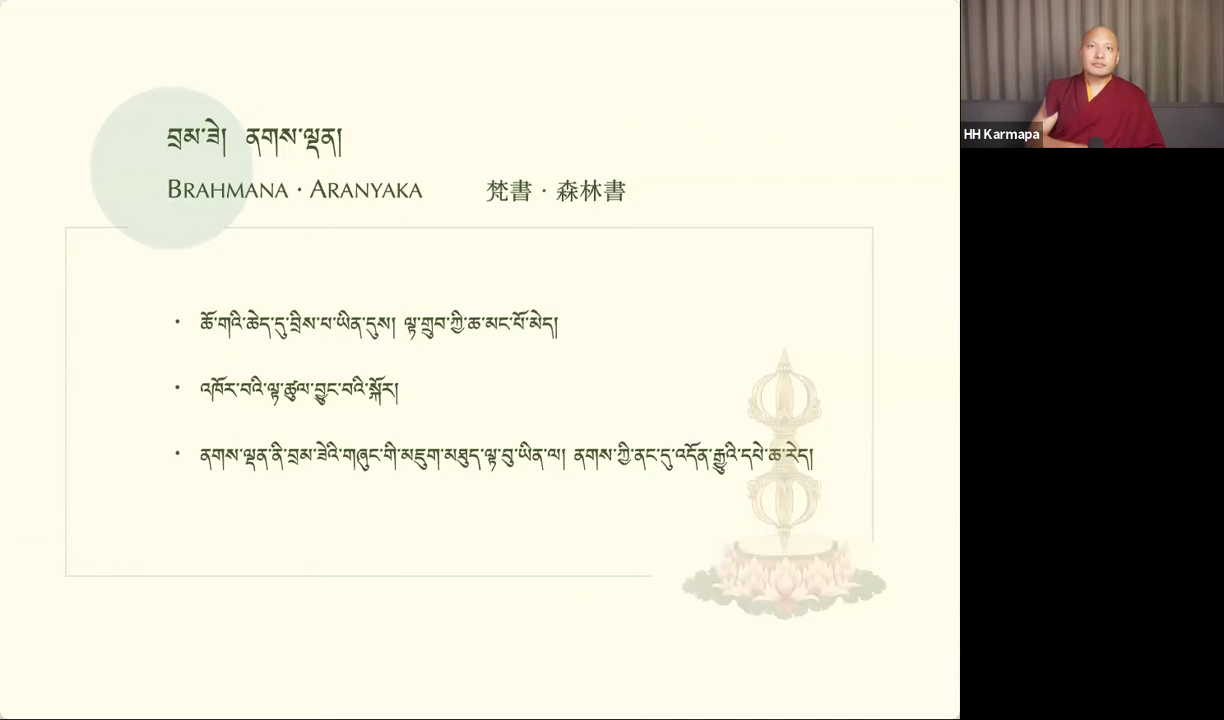 བྲམ་ཟེ། ནགས་ལྡན།
BRAHMANA · ARANYAKA 梵書 · 森林書
• ཆོ་གའི་ཆེད་དུ་བྲིས་པ་ཡིན་དུས། ལྟ་གྲུབ་ཀྱི་ཆ་མང་པོ་མེད།
• འཁོར་བའི་ལྟ་ཚུལ་བྱུང་བའི་སྐོར།
• ནགས་ལྡན་ནི་བྲམ་ཟེའི་གཞུང་གི་མཇུག་མཐུད་ལྟ་བུ་ཡིན་ལ། ནགས་ཀྱི་ནང་དུ་འདོན་རྒྱུའི་དཔེ་ཆ་རེད།
HH Karmapa